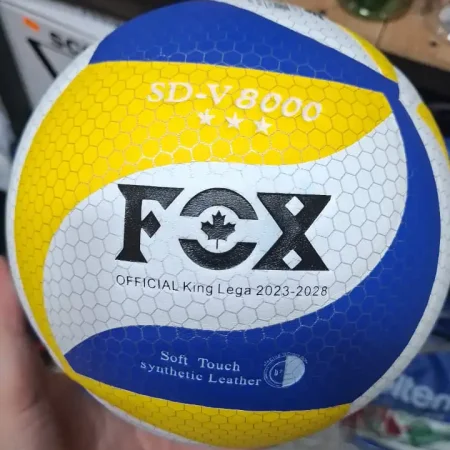 SD-V8000
FOX
OFFICIAL King Lega 2023-2028
Soft Touch
Synthetic Leather